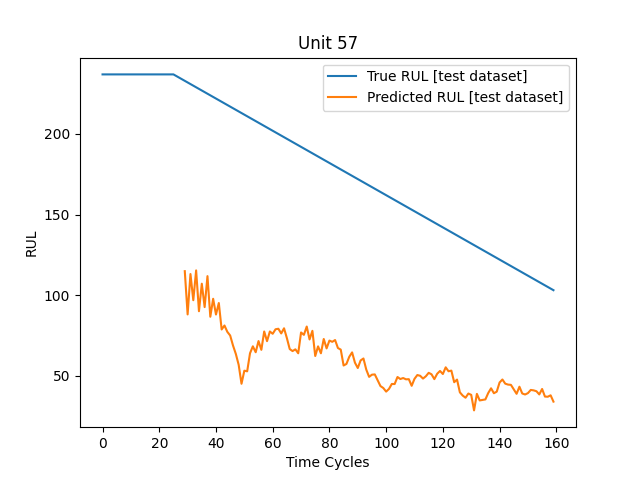 Unit 57
True RUL [test dataset]
Predicted RUL [test dataset]
200
150
100
50
RUL
0 20 40 60 80 100 120 140 160
Time Cycles